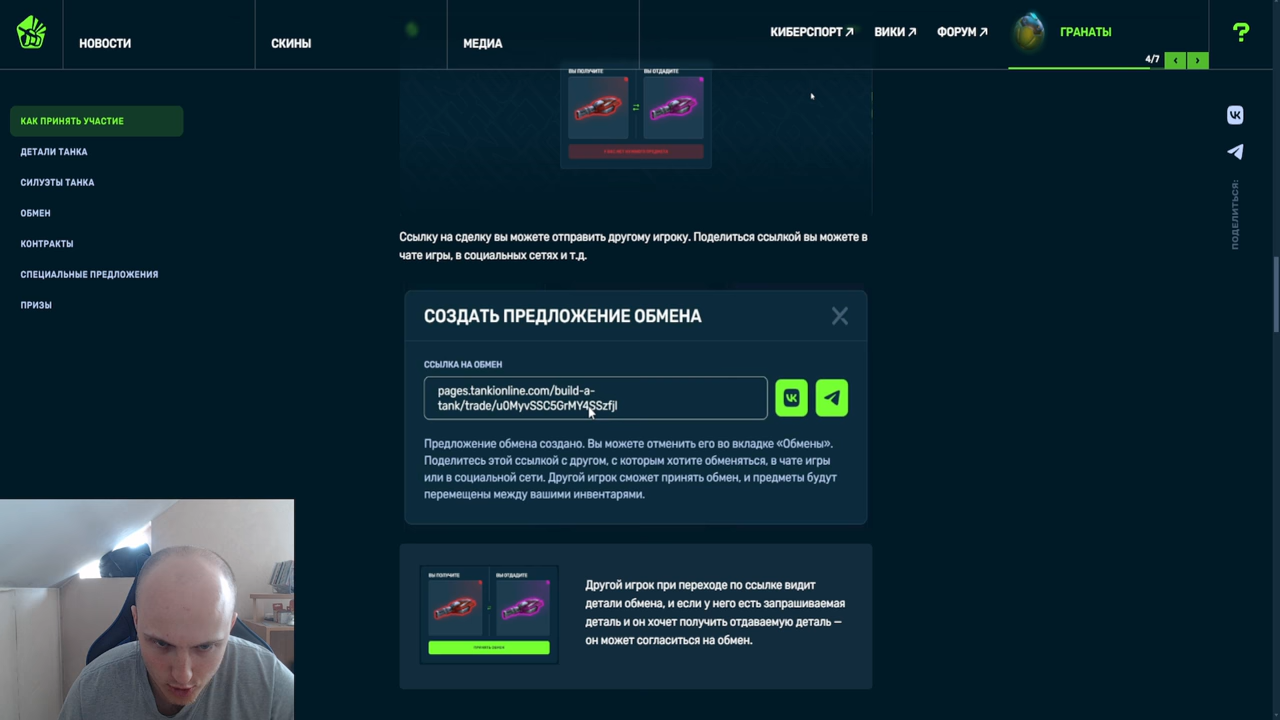 НОВОСТИ
СКИНЫ
МЕДИА
КИБЕРСПОРТ
ВИКИ
ФОРУМ
ГРАНАТЫ
4/7
?
КАК ПРИНЯТЬ УЧАСТИЕ
ДЕТАЛИ ТАНКА
СИЛУЭТЫ ТАНКА
ОБМЕН
КОНТРАКТЫ
СПЕЦИАЛЬНЫЕ ПРЕДЛОЖЕНИЯ
ПРИЗЫ
ПОДЕЛИТЬСЯ:
ВЫ ПОЛУЧИТЕ
ВЫ ОТДАДИТЕ
Ссылку на сделку вы можете отправить другому игроку. Поделиться ссылкой вы можете в
чате игры, в социальных сетях и т.д.
СОЗДАТЬ ПРЕДЛОЖЕНИЕ ОБМЕНА
ССЫЛКА НА ОБМЕН
pages.tankionline.com/build-a-
tank/trade/u0MyvSSC5GrMY4SSzfjl
Предложение обмена создано. Вы можете отменить его во вкладке «Обмены».
Поделитесь этой ссылкой с другом, с которым хотите обменяться, в чате игры
или в социальной сети. Другой игрок сможет принять обмен, и предметы будут
перемещены между вашими инвентарями.
ВЫ ПОЛУЧИТЕ
ВЫ ОТДАДИТЕ
Другой игрок при переходе по ссылке видит
детали обмена, и если у него есть запрашиваемая
деталь и он хочет получить отдаваемую деталь —
он может согласиться на обмен.